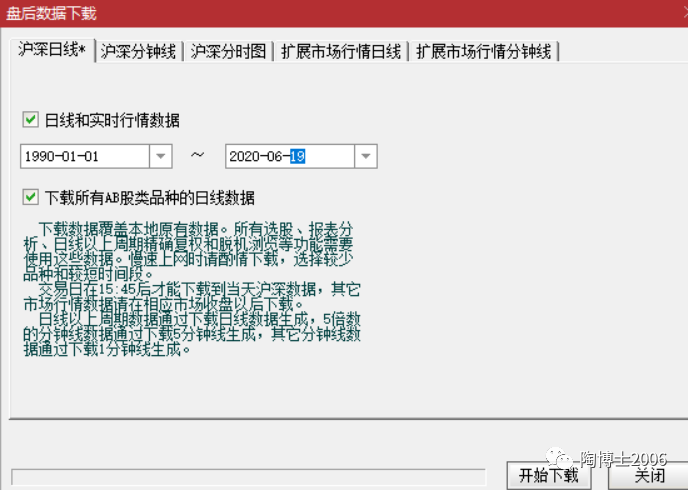 盘后数据下载
沪深日线* 沪深分钟线 沪深分时图 扩展市场行情日线 扩展市场行情分钟线
日线和实时行情数据
1990-01-01 ~ 2020-06-19
下载所有AB股类品种的日线数据
下载数据覆盖本地原有数据。所有选股、报表分
析、日线以上周期精确复权和脱机浏览等功能需要
使用这些数据。慢速上网时请酌情下载，选择较少
品种和较短时间段。
交易日在15:45后才能下载到当天沪深数据，其它
市场行情数据请在相应市场收盘以后下载。
日线以上周期数据通过下载日线数据生成，5倍数
的分钟线数据通过下载5分钟线生成，其它分钟线数
据通过下载1分钟线生成。
陶博士2006
开始下载 关闭